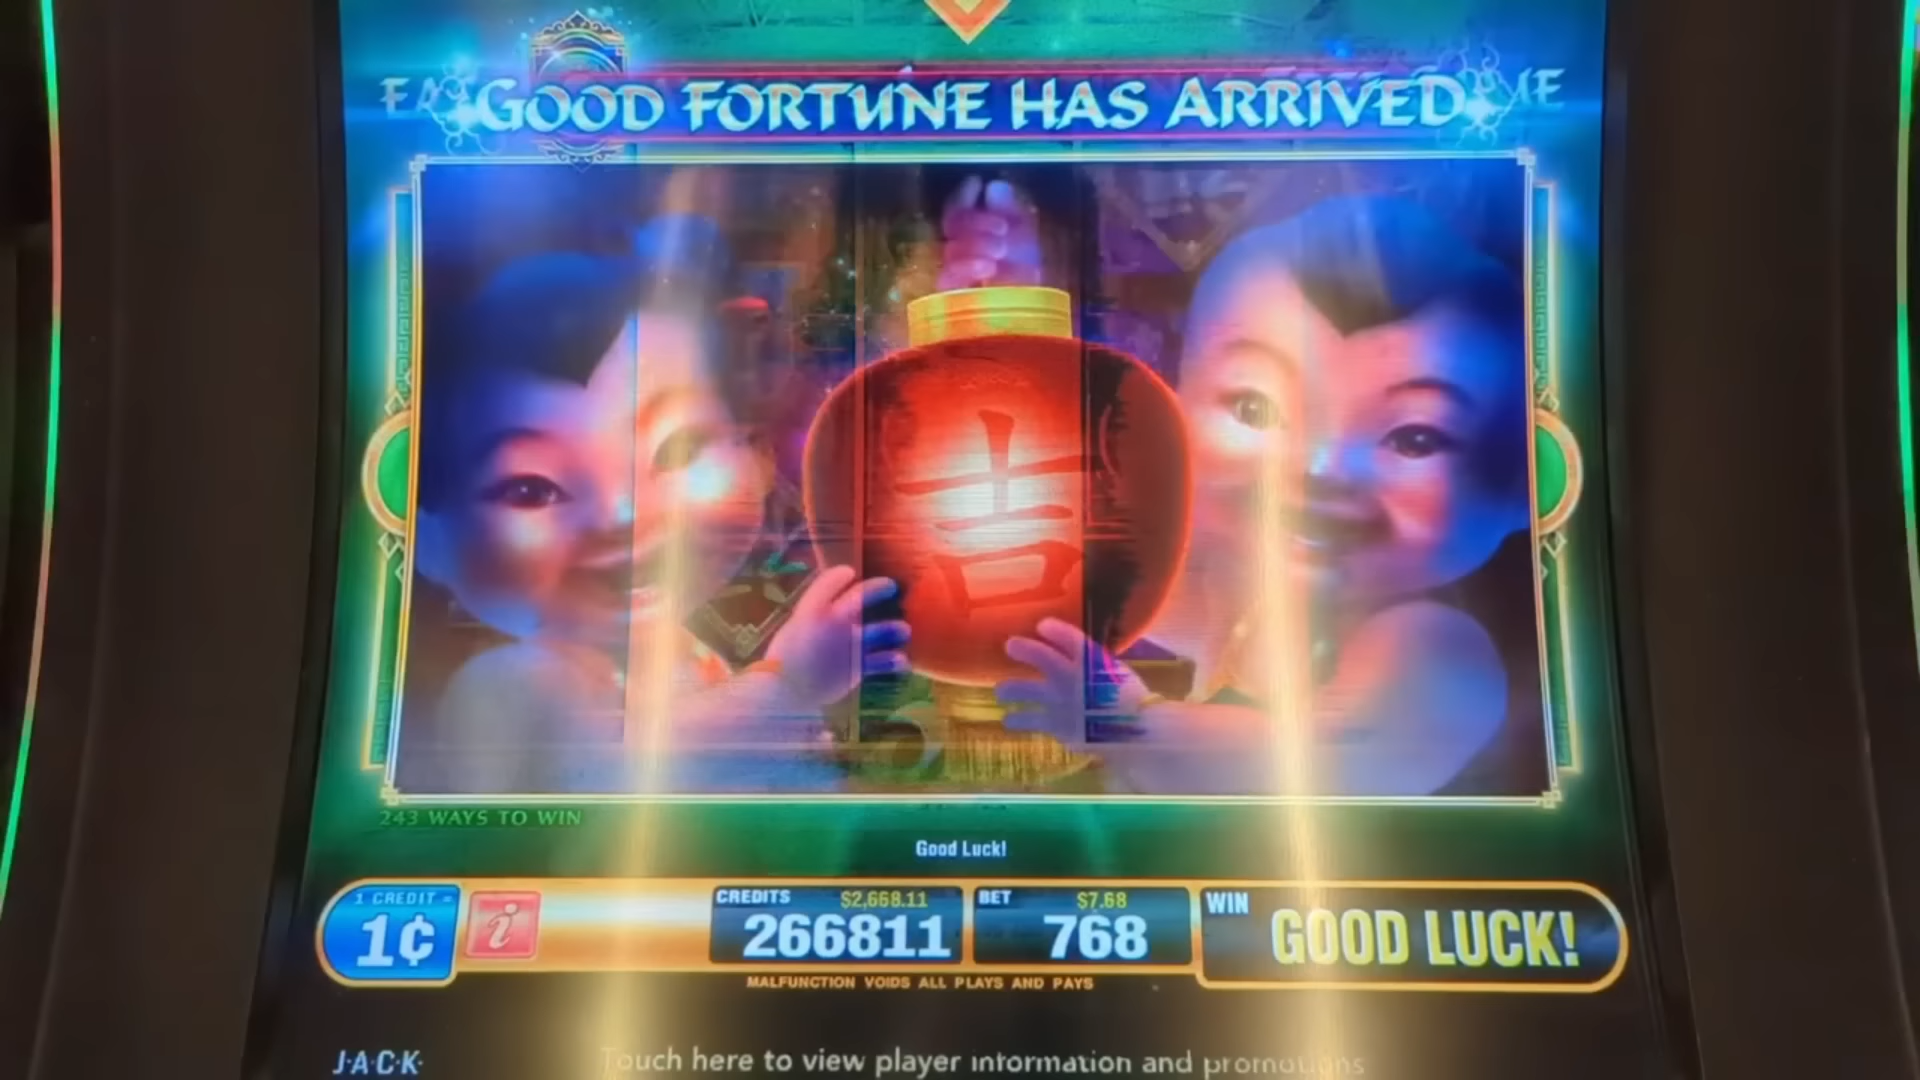 GOOD FORTUNE HAS ARRIVED
吉
243 WAYS TO WIN
Good Luck!
1 CREDIT =
1¢
i
CREDITS $2,668.11
266811
BET $7.68
768
WIN
GOOD LUCK!
MALFUNCTION VOIDS ALL PLAYS AND PAYS
J·A·C·K·
Touch here to view player information and promotions